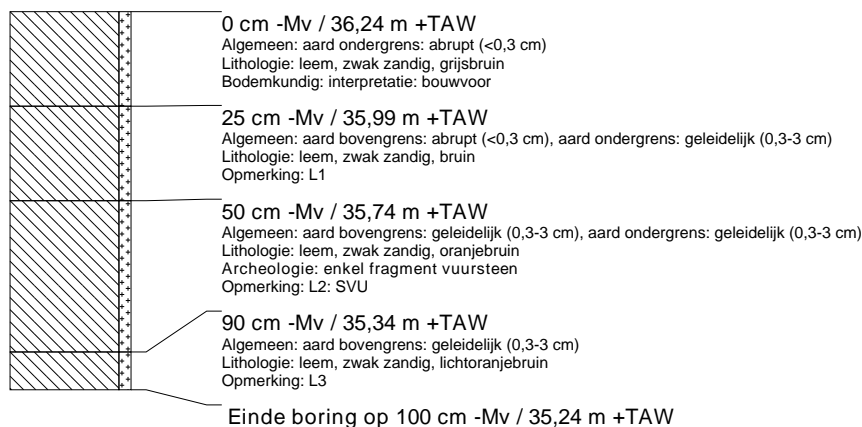 0 cm -Mv / 36,24 m +TAW
Algemeen: aard ondergrens: abrupt (<0,3 cm)
Lithologie: leem, zwak zandig, grijsbruin
Bodemkundig: interpretatie: bouwvoor
25 cm -Mv / 35,99 m +TAW
Algemeen: aard bovengrens: abrupt (<0,3 cm), aard ondergrens: geleidelijk (0,3-3 cm)
Lithologie: leem, zwak zandig, bruin
Opmerking: L1
50 cm -Mv / 35,74 m +TAW
Algemeen: aard bovengrens: geleidelijk (0,3-3 cm), aard ondergrens: geleidelijk (0,3-3 cm)
Lithologie: leem, zwak zandig, oranjebruin
Archeologie: enkel fragment vuursteen
Opmerking: L2: SVU
90 cm -Mv / 35,34 m +TAW
Algemeen: aard bovengrens: geleidelijk (0,3-3 cm)
Lithologie: leem, zwak zandig, lichtoranjebruin
Opmerking: L3
Einde boring op 100 cm -Mv / 35,24 m +TAW